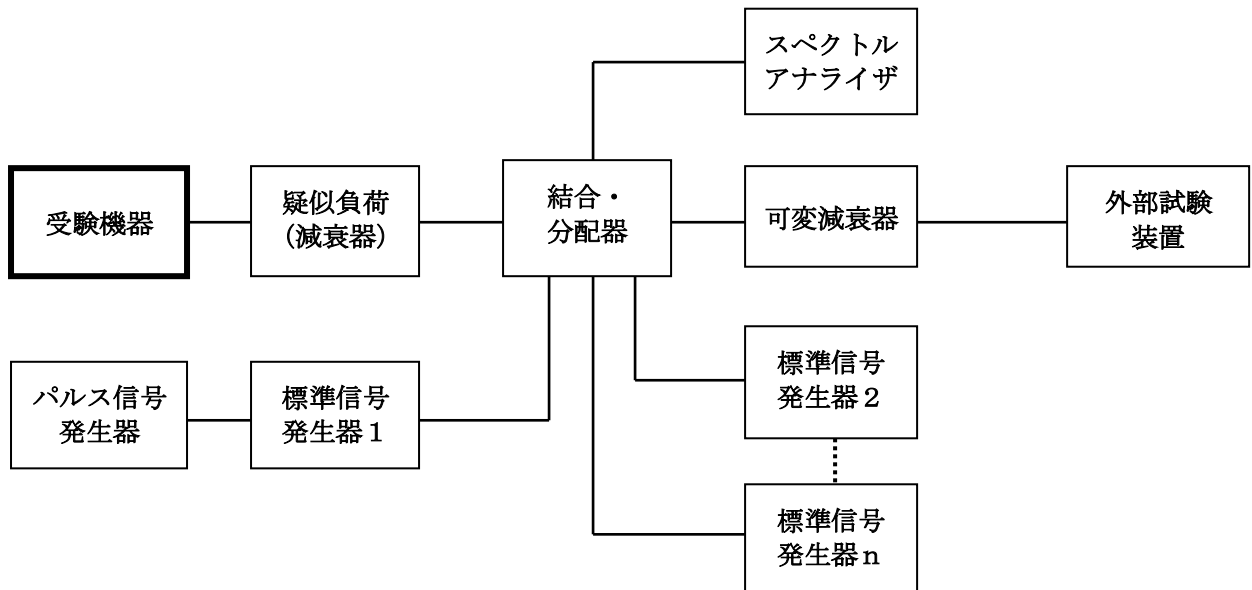 スペクトル
アナライザ
受験機器
疑似負荷
(減衰器)
結合・
分配器
可変減衰器
外部試験
装置
パルス信号
発生器
標準信号
発生器１
標準信号
発生器２
標準信号
発生器ｎ